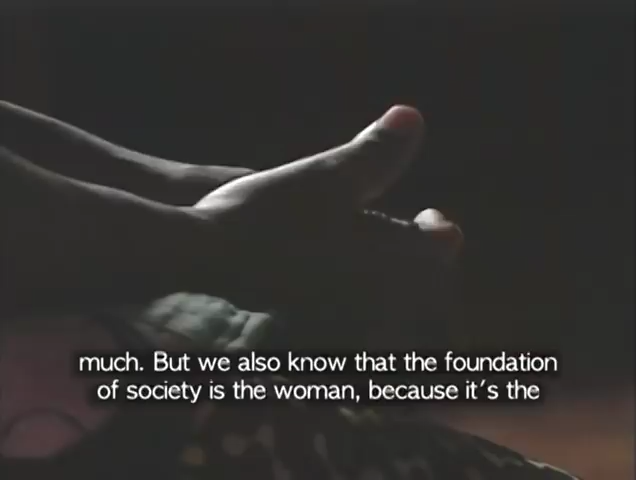 much. But we also know that the foundation
of society is the woman, because it's the